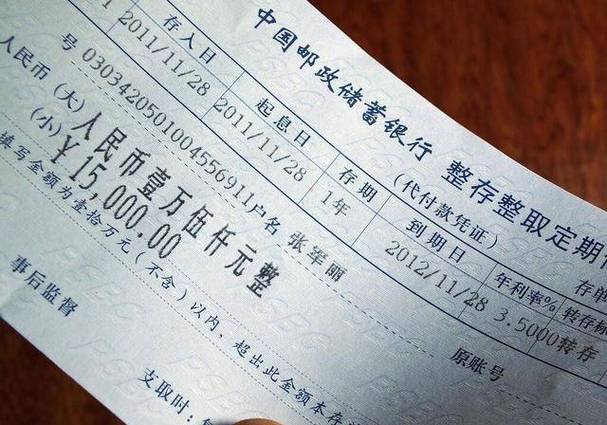 中国邮政储蓄银行 整存整取定期
(代付款凭证)
存入日 起息日 存期 到期日 年利率% 转存
2011/11/28 2011/11/28 1年 2012/11/28 3.5000 转存
号 03034205010045569 11 户名 张军丽
人民币 (大) 人民币壹万伍仟元整
(小) ¥15,000.00
原账号
填写金额为壹拾万元(不含)以内，超出此金额本存
事后监督
支取时：